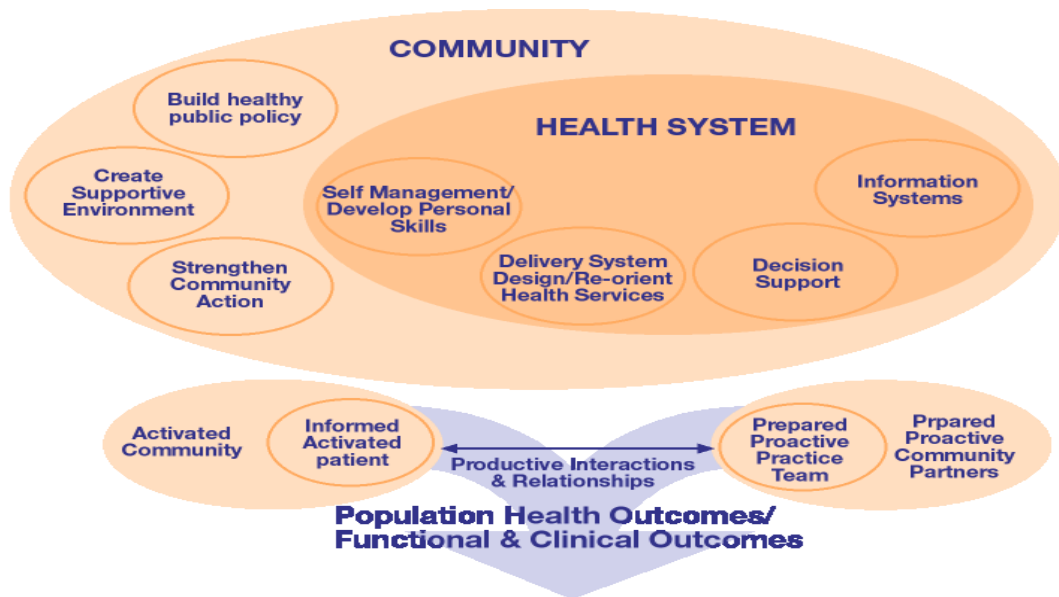 COMMUNITY
Build healthy
public policy
HEALTH SYSTEM
Create
Supportive
Environment
Self Management/
Develop Personal
Skills
Information
Systems
Strengthen
Community
Action
Delivery System
Design/Re-orient
Health Services
Decision
Support
Activated
Community
Informed
Activated
patient
Productive Interactions
& Relationships
Prepared
Proactive
Practice
Team
Prpared
Proactive
Community
Partners
Population Health Outcomes/
Functional & Clinical Outcomes